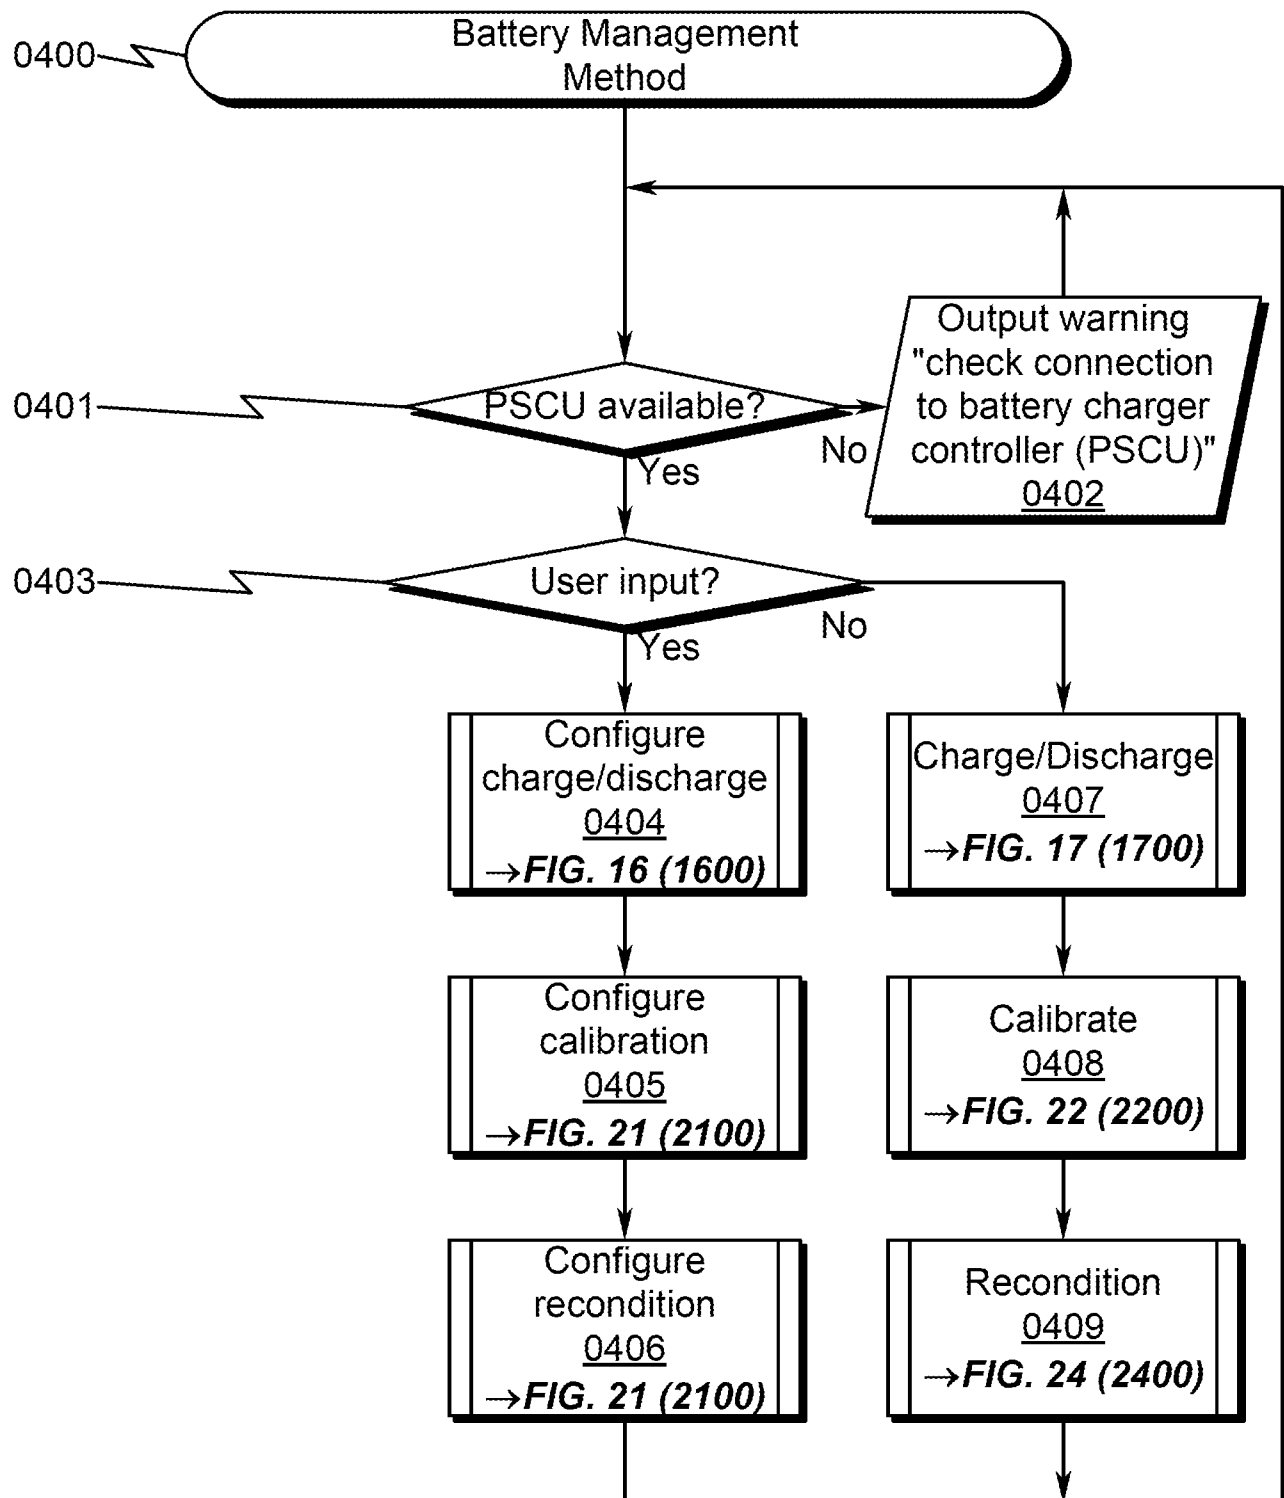 Battery Management
Method
0400
Output warning
"check connection
to battery charger
controller (PSCU)"
0402
0401
PSCU available?
No
Yes
0403
User input?
No
Yes
Configure
charge/discharge
0404
→FIG. 16 (1600)
Charge/Discharge
0407
→FIG. 17 (1700)
Configure
calibration
0405
→FIG. 21 (2100)
Calibrate
0408
→FIG. 22 (2200)
Configure
recondition
0406
→FIG. 21 (2100)
Recondition
0409
→FIG. 24 (2400)